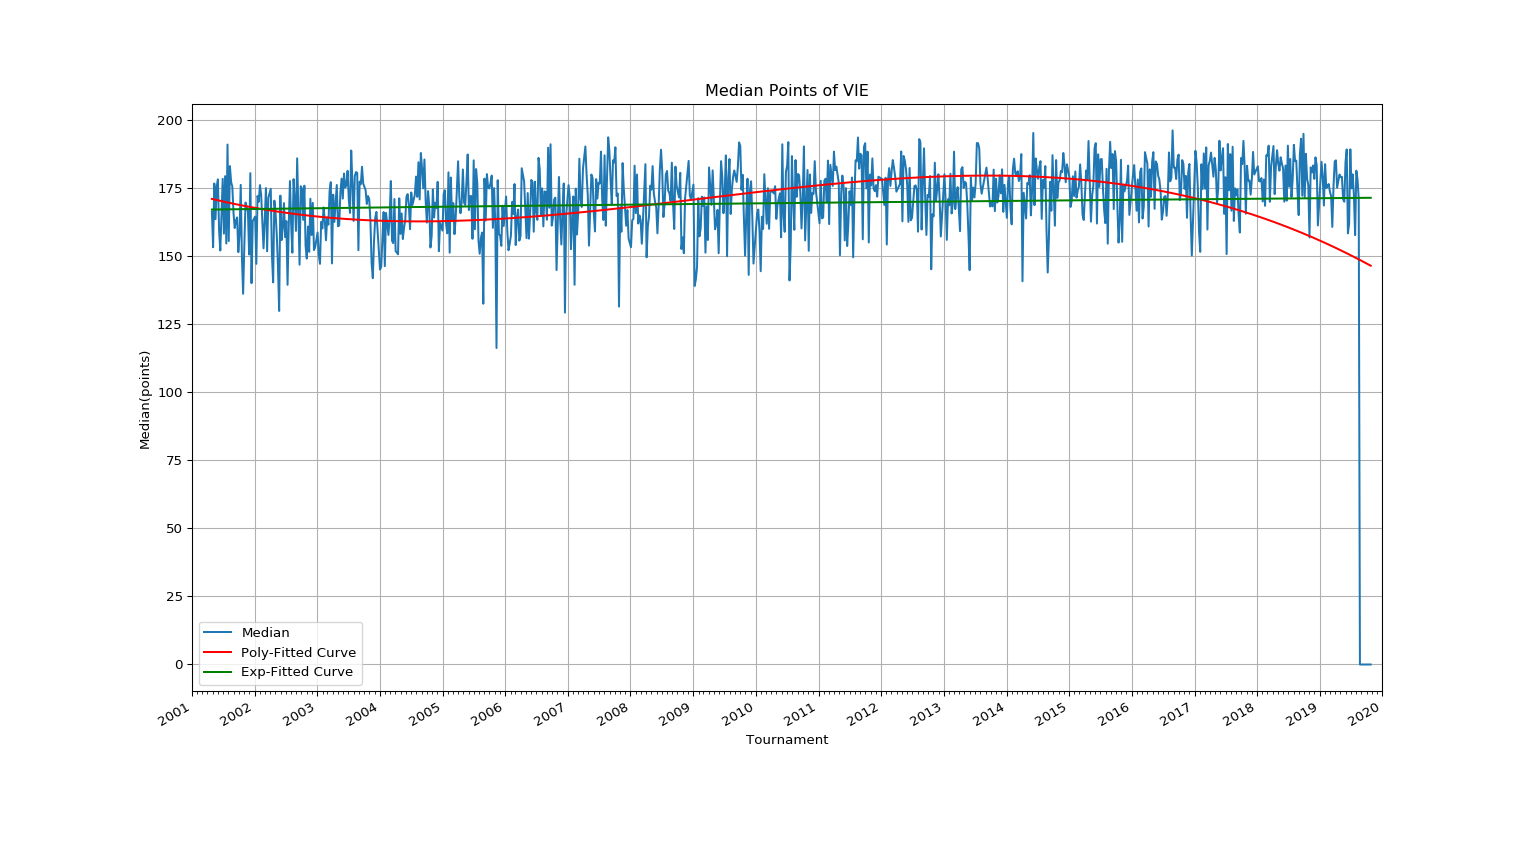 Median Points of VIE
200
175
150
125
100
75
50
25
0
Median(points)
Median
Poly-Fitted Curve
Exp-Fitted Curve
2001 2002 2003 2004 2005 2006 2007 2008 2009 2010 2011 2012 2013 2014 2015 2016 2017 2018 2019 2020
Tournament